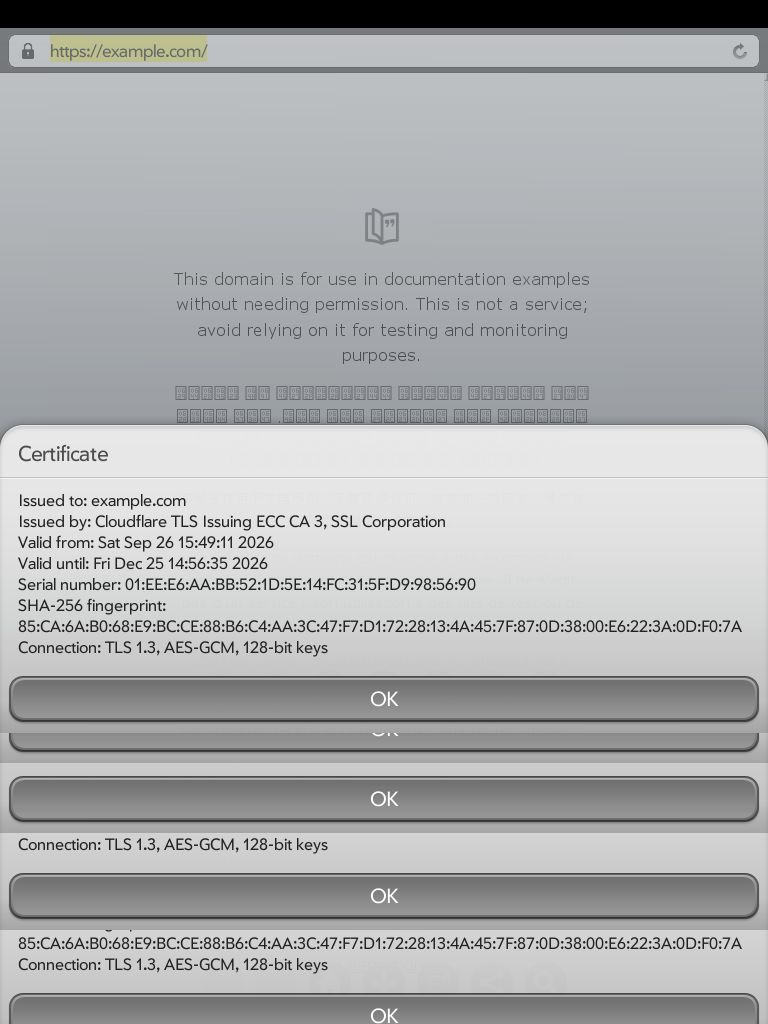 https://example.com/
This domain is for use in documentation examples
without needing permission. This is not a service;
avoid relying on it for testing and monitoring
purposes.
Certificate
Issued to: example.com
Issued by: Cloudflare TLS Issuing ECC CA 3, SSL Corporation
Valid from: Sat Sep 26 15:49:11 2026
Valid until: Fri Dec 25 14:56:35 2026
Serial number: 01:EE:E6:AA:BB:52:1D:5E:14:FC:31:5F:D9:98:56:90
SHA-256 fingerprint:
85:CA:6A:B0:68:E9:BC:CE:88:B6:C4:AA:3C:47:F7:D1:72:28:13:4A:45:7F:87:0D:38:00:E6:22:3A:0D:F0:7A
Connection: TLS 1.3, AES-GCM, 128-bit keys
OK
OK
OK
Connection: TLS 1.3, AES-GCM, 128-bit keys
OK
85:CA:6A:B0:68:E9:BC:CE:88:B6:C4:AA:3C:47:F7:D1:72:28:13:4A:45:7F:87:0D:38:00:E6:22:3A:0D:F0:7A
Connection: TLS 1.3, AES-GCM, 128-bit keys
OK